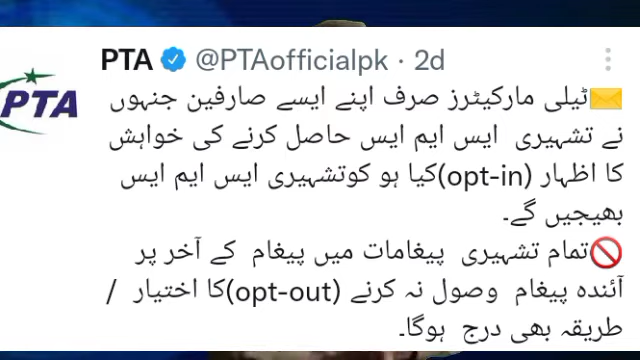 PTA @PTAofficialpk · 2d
PTA
✉️ٹیلی مارکیٹرز صرف اپنے ایسے صارفین جنہوں
نے تشہیری ایس ایم ایس حاصل کرنے کی خواہش
کا اظہار (opt-in)کیا ہو کوتشہیری ایس ایم ایس
بھیجیں گے۔
🚫تمام تشہیری پیغامات میں پیغام کے آخر پر
آئندہ پیغام وصول نہ کرنے (opt-out)کا اختیار /
طریقہ بھی درج ہوگا۔